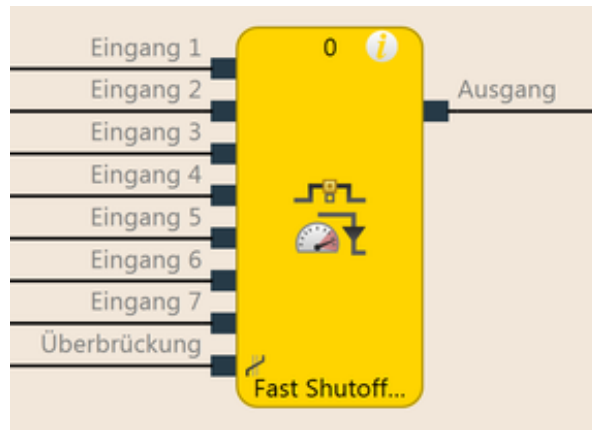 Eingang 1
Eingang 2
Eingang 3
Eingang 4
Eingang 5
Eingang 6
Eingang 7
Überbrückung
0 i
Fast Shutoff...
Ausgang